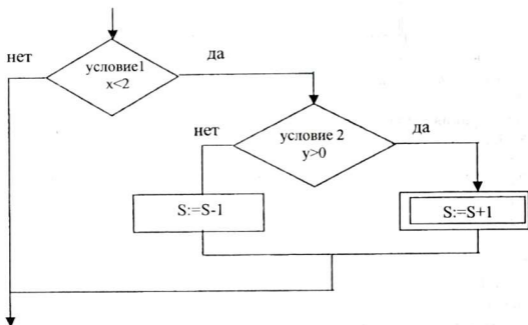 нет
да
условие1
x<2
нет
условие 2
да
y>0
S:=S-1
S:=S+1